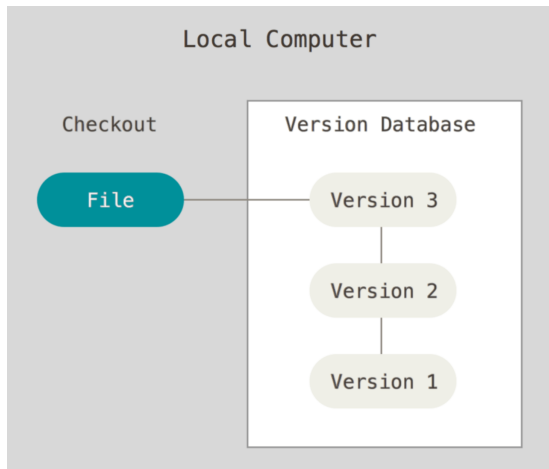 Local Computer
Checkout
Version Database
File
Version 3
Version 2
Version 1